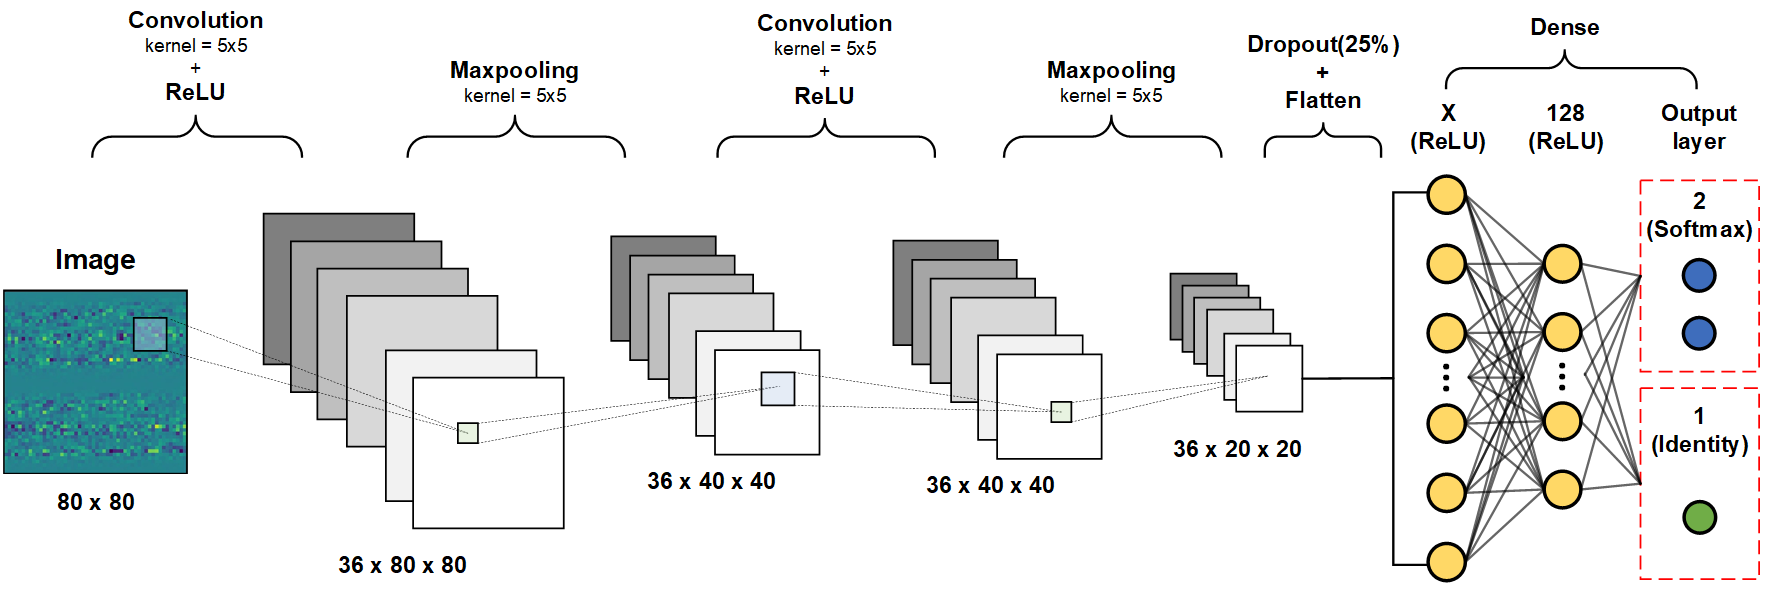 Convolution
kernel = 5x5
+
ReLU
Maxpooling
kernel = 5x5
Convolution
kernel = 5x5
+
ReLU
Maxpooling
kernel = 5x5
Dropout(25%)
+
Flatten
Dense
X
(ReLU)
128
(ReLU)
Output
layer
Image
80 x 80
36 x 80 x 80
36 x 40 x 40
36 x 40 x 40
36 x 20 x 20
2
(Softmax)
1
(Identity)